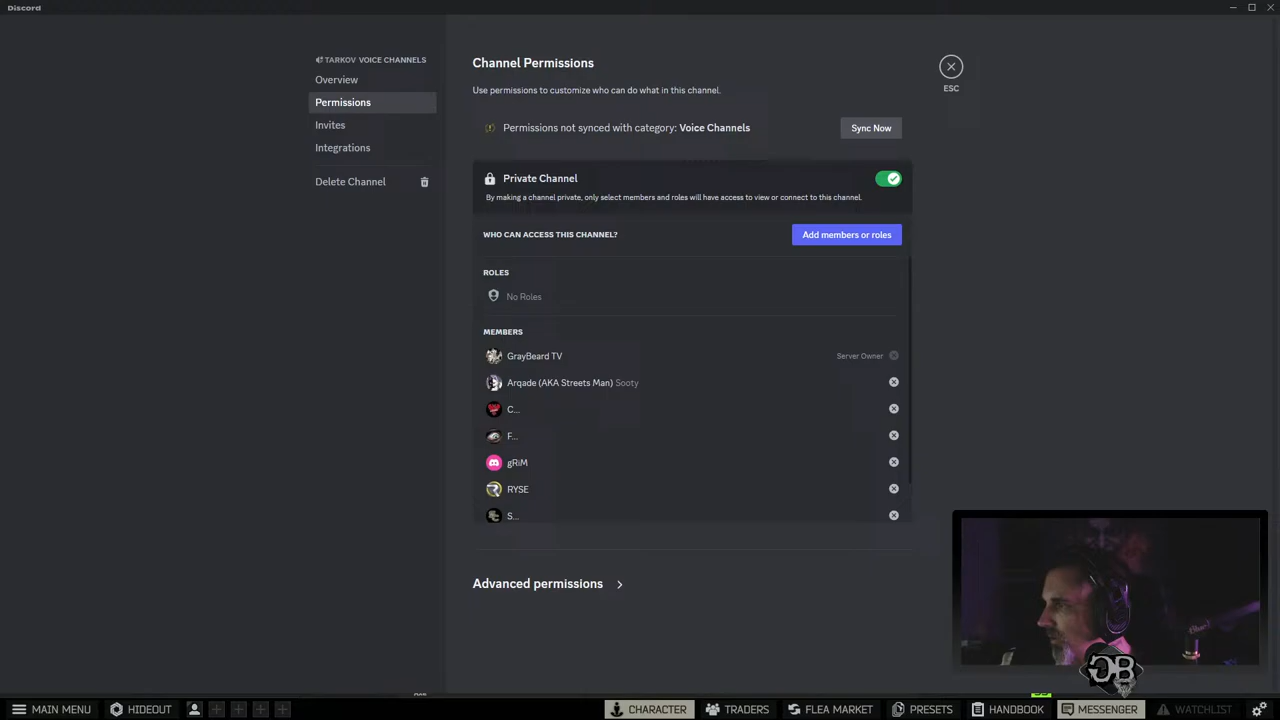 Discord
TARKOV VOICE CHANNELS
Overview
Permissions
Invites
Integrations
Delete Channel
Channel Permissions
Use permissions to customize who can do what in this channel.
ESC
Permissions not synced with category: Voice Channels
Sync Now
Private Channel
By making a channel private, only select members and roles will have access to view or connect to this channel.
WHO CAN ACCESS THIS CHANNEL?
Add members or roles
ROLES
No Roles
MEMBERS
GrayBeard TV
Server Owner
Arqade (AKA Streets Man) Sooty
C...
F...
gRiM
RYSE
S...
Advanced permissions
GB
MAIN MENU
HIDEOUT
CHARACTER
TRADERS
FLEA MARKET
PRESETS
HANDBOOK
MESSENGER
WATCHLIST